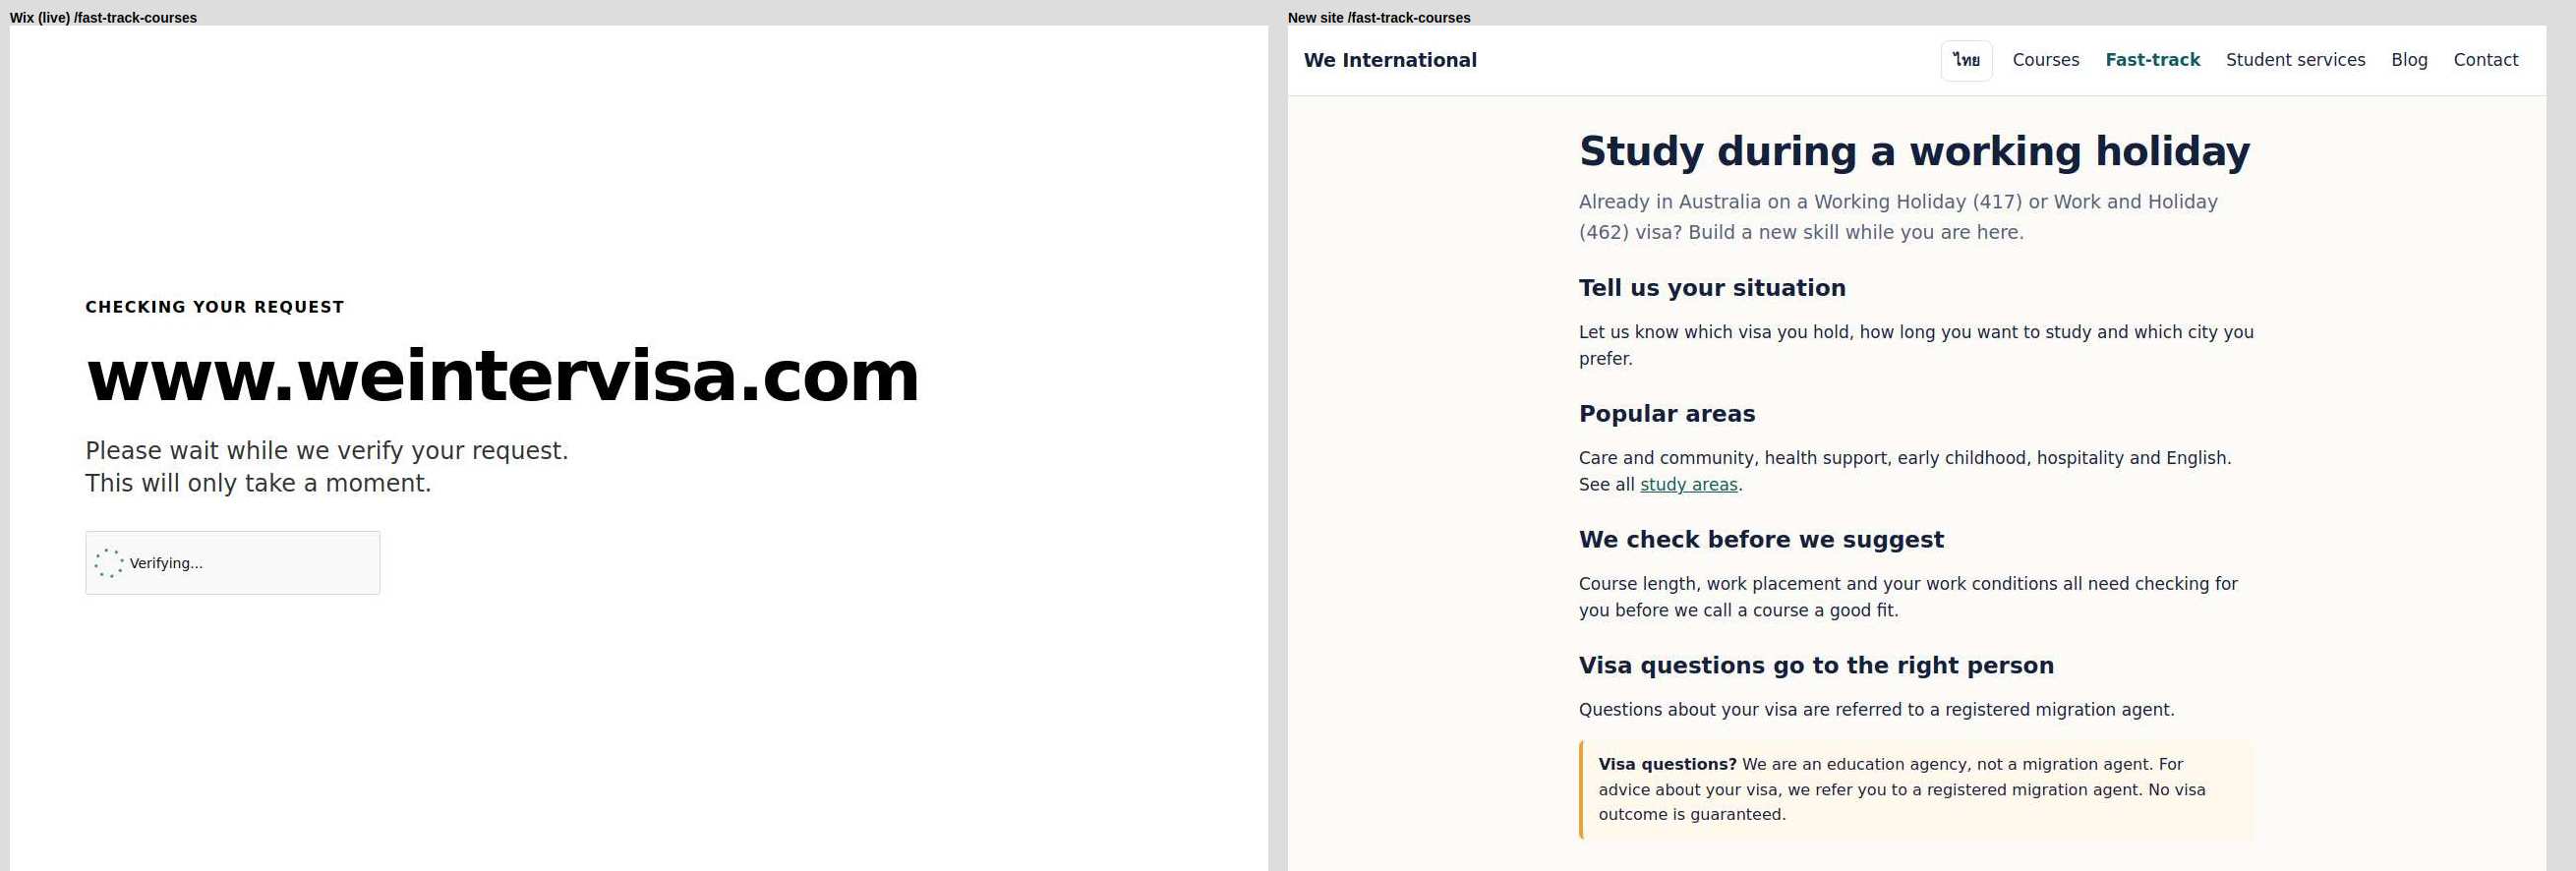 Wix (live) /fast-track-courses
CHECKING YOUR REQUEST
www.weintervisa.com
Please wait while we verify your request.
This will only take a moment.
Verifying...
New site /fast-track-courses
We International
ไทย
Courses
Fast-track
Student services
Blog
Contact
Study during a working holiday
Already in Australia on a Working Holiday (417) or Work and Holiday
(462) visa? Build a new skill while you are here.
Tell us your situation
Let us know which visa you hold, how long you want to study and which city you
prefer.
Popular areas
Care and community, health support, early childhood, hospitality and English.
See all study areas.
We check before we suggest
Course length, work placement and your work conditions all need checking for
you before we call a course a good fit.
Visa questions go to the right person
Questions about your visa are referred to a registered migration agent.
Visa questions? We are an education agency, not a migration agent. For
advice about your visa, we refer you to a registered migration agent. No visa
outcome is guaranteed.